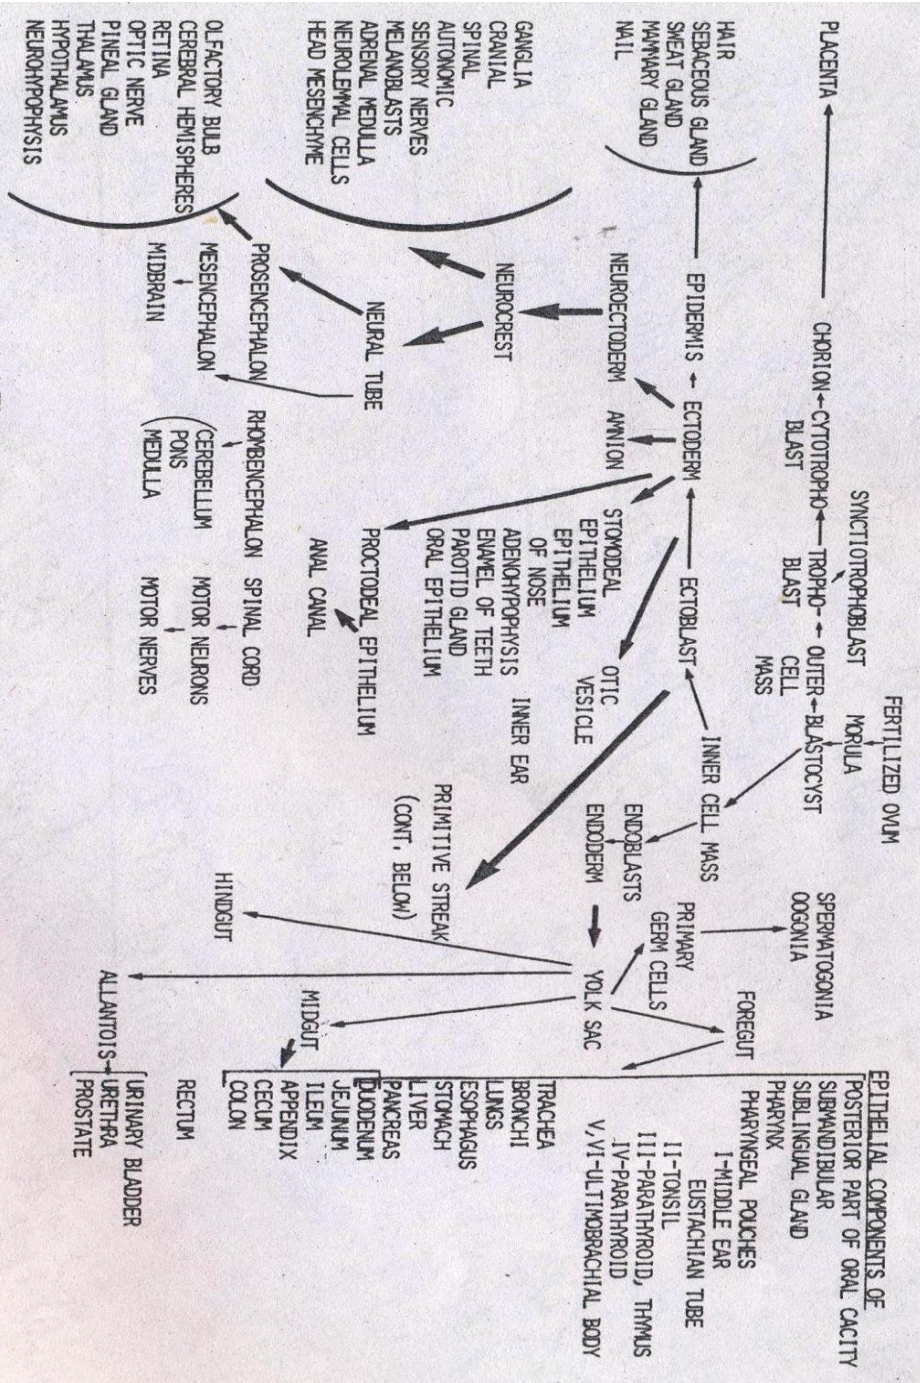 FERTILIZED OVUM
MORULA
BLASTOCYST
OUTER
CELL
MASS
TROPHO-
BLAST
SYNCTIOTROPHOBLAST
CYTOTROPHO-
BLAST
CHORION
PLACENTA
INNER CELL MASS
ECTOBLAST
ECTODERM
EPIDERMIS
HAIR
SEBACEOUS GLAND
SWEAT GLAND
MAMMARY GLAND
NAIL
NEUROECTODERM
AMNION
STOMODEAL
EPITHELIUM
EPITHELIUM
OF NOSE
ADENOHYPOPHYSIS
ENAMEL OF TEETH
PAROTID GLAND
ORAL EPITHELIUM
OTIC
VESICLE
INNER EAR
NEUROCREST
GANGLIA
CRANIAL
SPINAL
AUTONOMIC
SENSORY NERVES
MELANOBLASTS
ADRENAL MEDULLA
NEUROLEMMAL CELLS
HEAD MESENCHYME
NEURAL TUBE
PROCTODEAL EPITHELIUM
ANAL CANAL
PROSENCEPHALON
RHOMBENCEPHALON
SPINAL CORD
OLFACTORY BULB
CEREBRAL HEMISPHERES
RETINA
OPTIC NERVE
PINEAL GLAND
THALAMUS
HYPOTHALAMUS
NEUROHYPOPHYSIS
MESENCEPHALON
MIDBRAIN
CEREBELLUM
PONS
MEDULLA
MOTOR NEURONS
MOTOR NERVES
PRIMITIVE STREAK
(CONT. BELOW)
ENDOBLASTS
ENDODERM
YOLK SAC
PRIMARY
GERM CELLS
SPERMATOGONIA
OOGONIA
FOREGUT
MIDGUT
HINDGUT
ALLANTOIS
EPITHELIAL COMPONENTS OF
POSTERIOR PART OF ORAL CACITY
SUBMANDIBULAR
SUBLINGUAL GLAND
PHARYNX
PHARYNGEAL POUCHES
I-MIDDLE EAR
EUSTACHIAN TUBE
II-TONSIL
III-PARATHYROID, THYMUS
IV-PARATHYROID
V,VI-ULTIMOBRACHIAL BODY
TRACHEA
BRONCHI
LUNGS
ESOPHAGUS
STOMACH
LIVER
PANCREAS
DUODENUM
JEJUNUM
ILEUM
APPENDIX
CECUM
COLON
RECTUM
URINARY BLADDER
URETHRA
PROSTATE